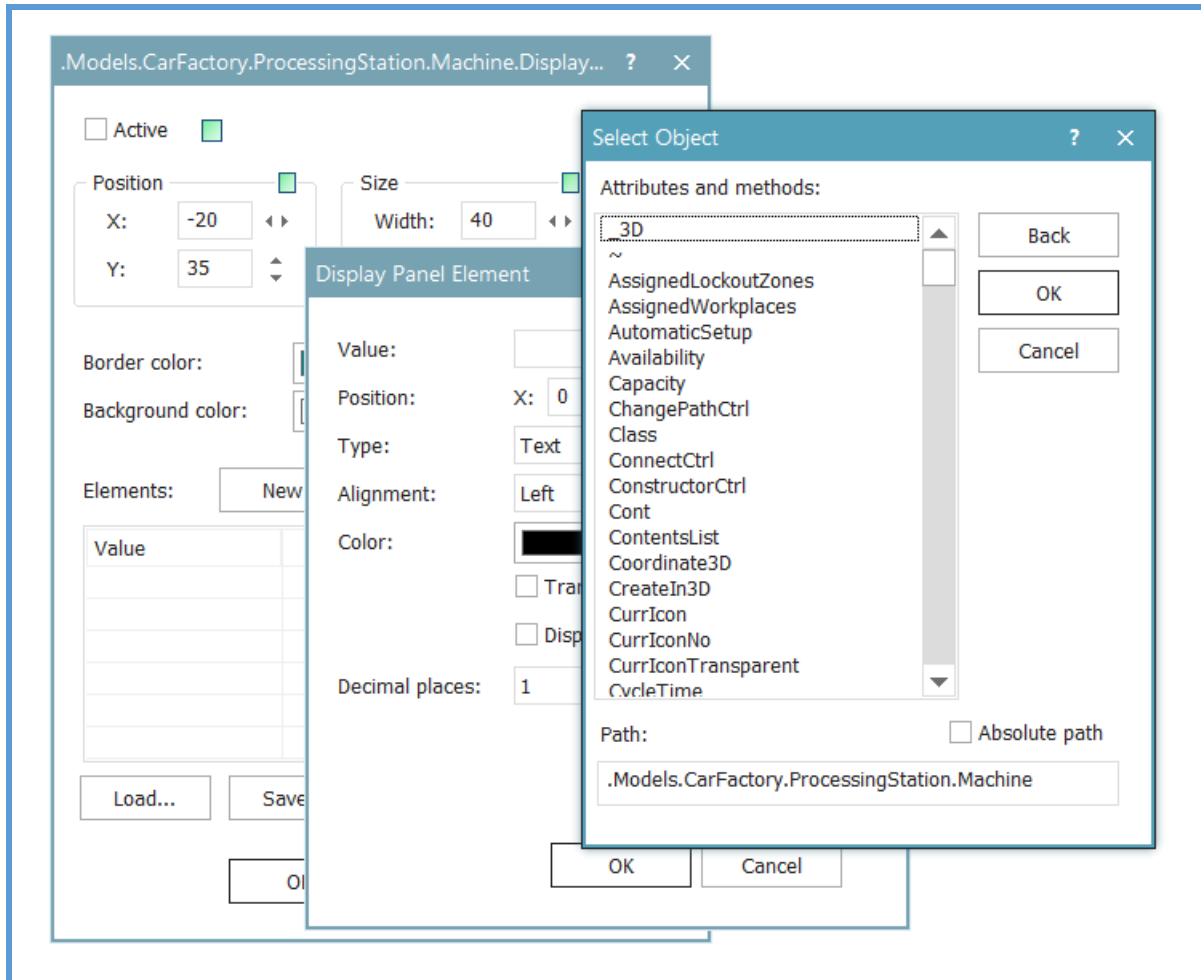 .Models.CarFactory.ProcessingStation.Machine.Display... ?
Active
Position
X: -20
Y: 35
Size
Width: 40
Border color:
Background color:
Elements: New
Value
Load... Save
Display Panel Element
Value:
Position: X: 0
Type: Text
Alignment: Left
Color:
Decimal places: 1
OK Cancel
Select Object ?
Attributes and methods:
_3D
~
AssignedLockoutZones
AssignedWorkplaces
AutomaticSetup
Availability
Capacity
ChangePathCtrl
Class
ConnectCtrl
ConstructorCtrl
Cont
ContentsList
Coordinate3D
CreateIn3D
CurrIcon
CurrIconNo
CurrIconTransparent
CycleTime
Back
OK
Cancel
Path: Absolute path
.Models.CarFactory.ProcessingStation.Machine